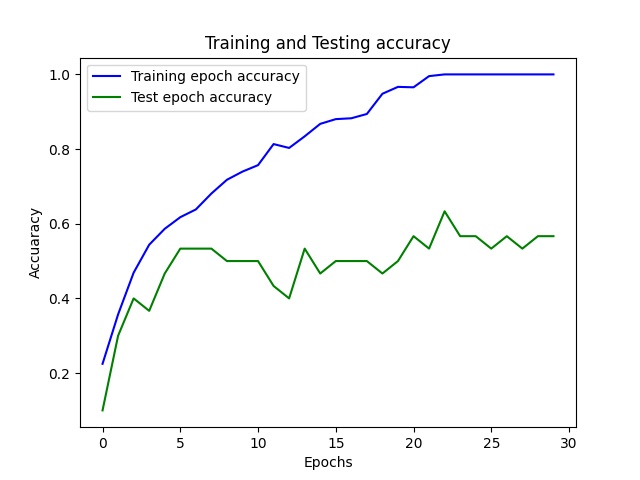 Training and Testing accuracy
Training epoch accuracy
Test epoch accuracy
1.0
0.8
0.6
0.4
0.2
Accuaracy
0 5 10 15 20 25 30
Epochs